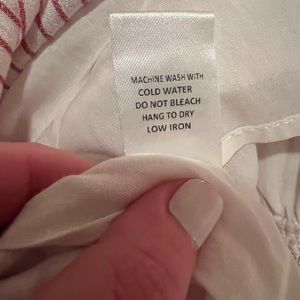 MACHINE WASH WITH
COLD WATER
DO NOT BLEACH
HANG TO DRY
LOW IRON